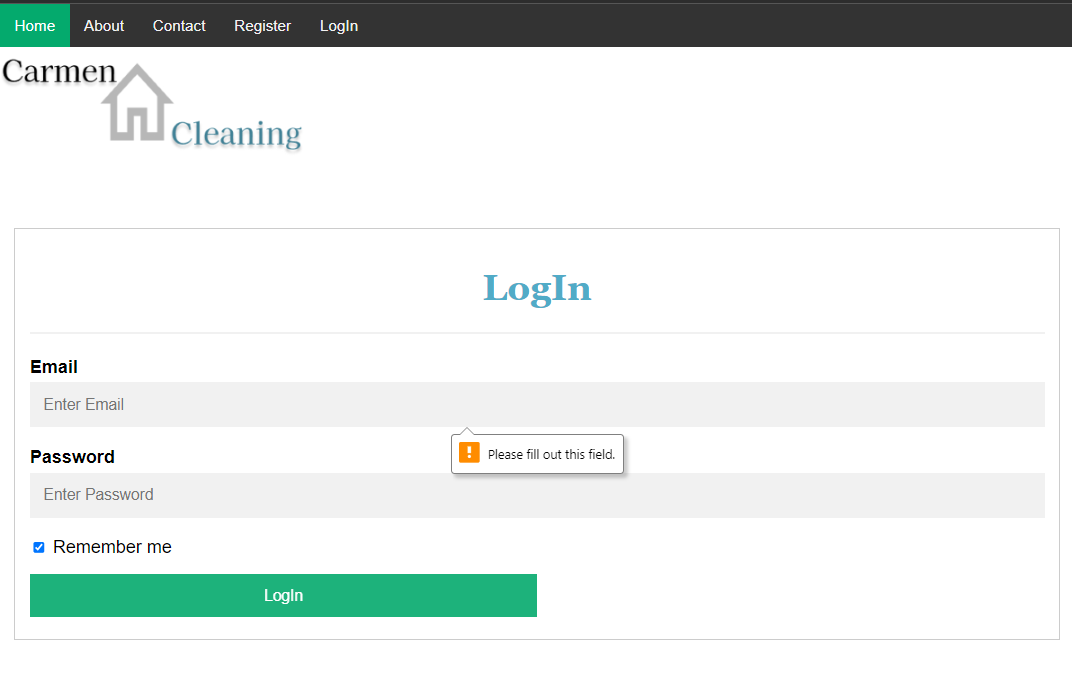 Home About Contact Register LogIn
Carmen
Cleaning
LogIn
Email
Enter Email
Please fill out this field.
Password
Enter Password
Remember me
LogIn